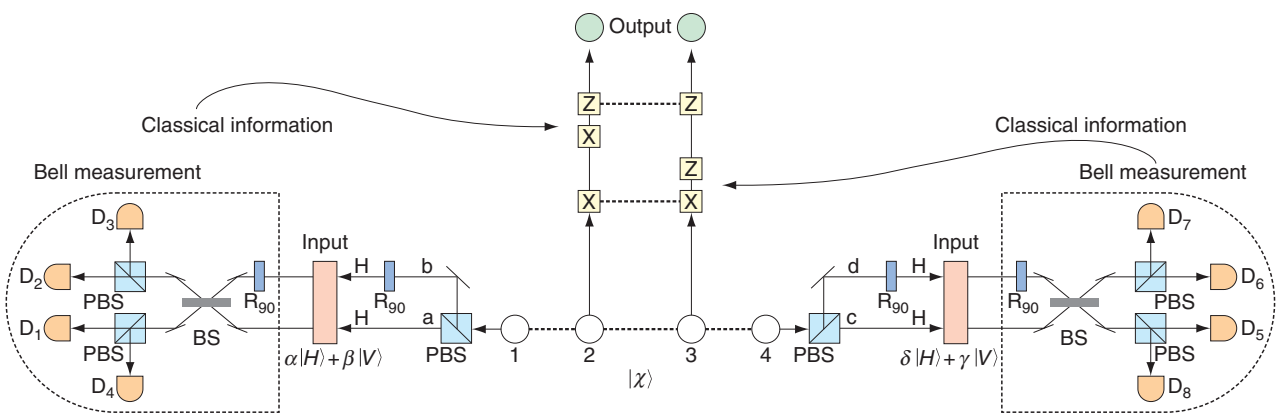 Output
Z Z
Classical information
X
Classical information
Bell measurement
Z
Bell measurement
X X
D₃
D₇
Input
Input
H b
d H
D₂
D₆
PBS
R₉₀
R₉₀
R₉₀
R₉₀
PBS
H a
c H
D₁
D₅
BS
BS
PBS
α|H⟩+β|V⟩
PBS
1 2 3 4
PBS
δ|H⟩+γ|V⟩
PBS
D₄
|χ⟩
D₈